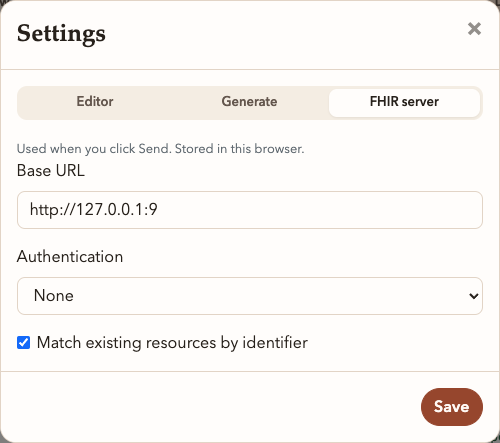 Settings
×
Editor
Generate
FHIR server
Used when you click Send. Stored in this browser.
Base URL
http://127.0.0.1:9
Authentication
None
Match existing resources by identifier
Save